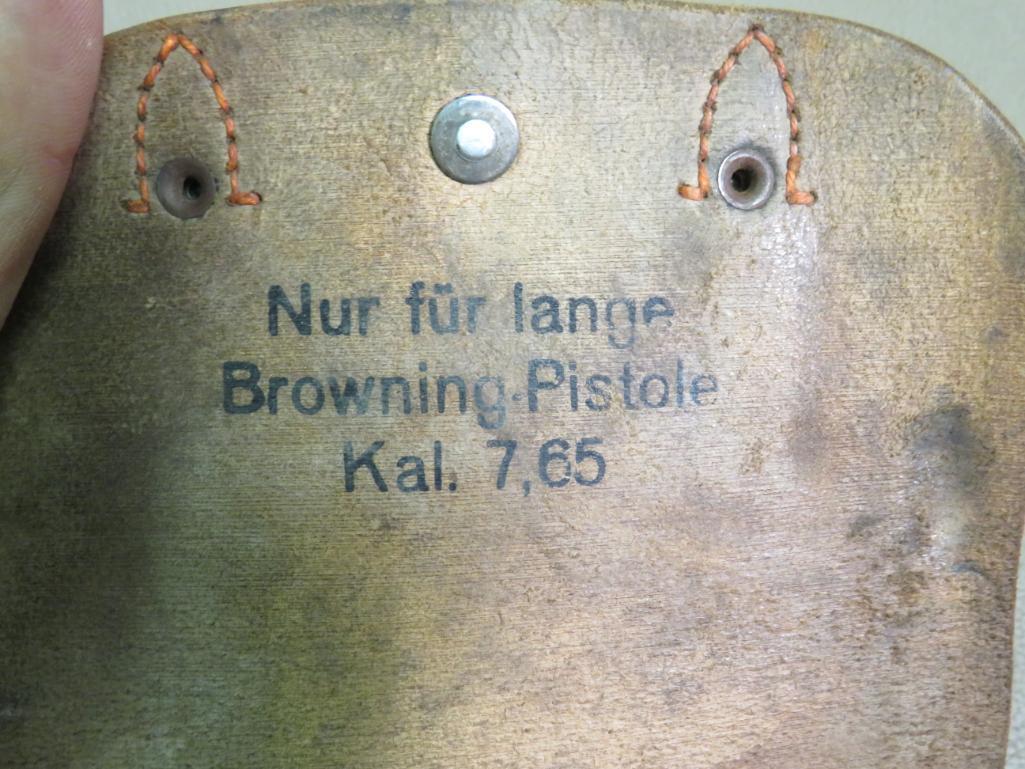 Nur für lange
Browning-Pistole
Kal. 7,65